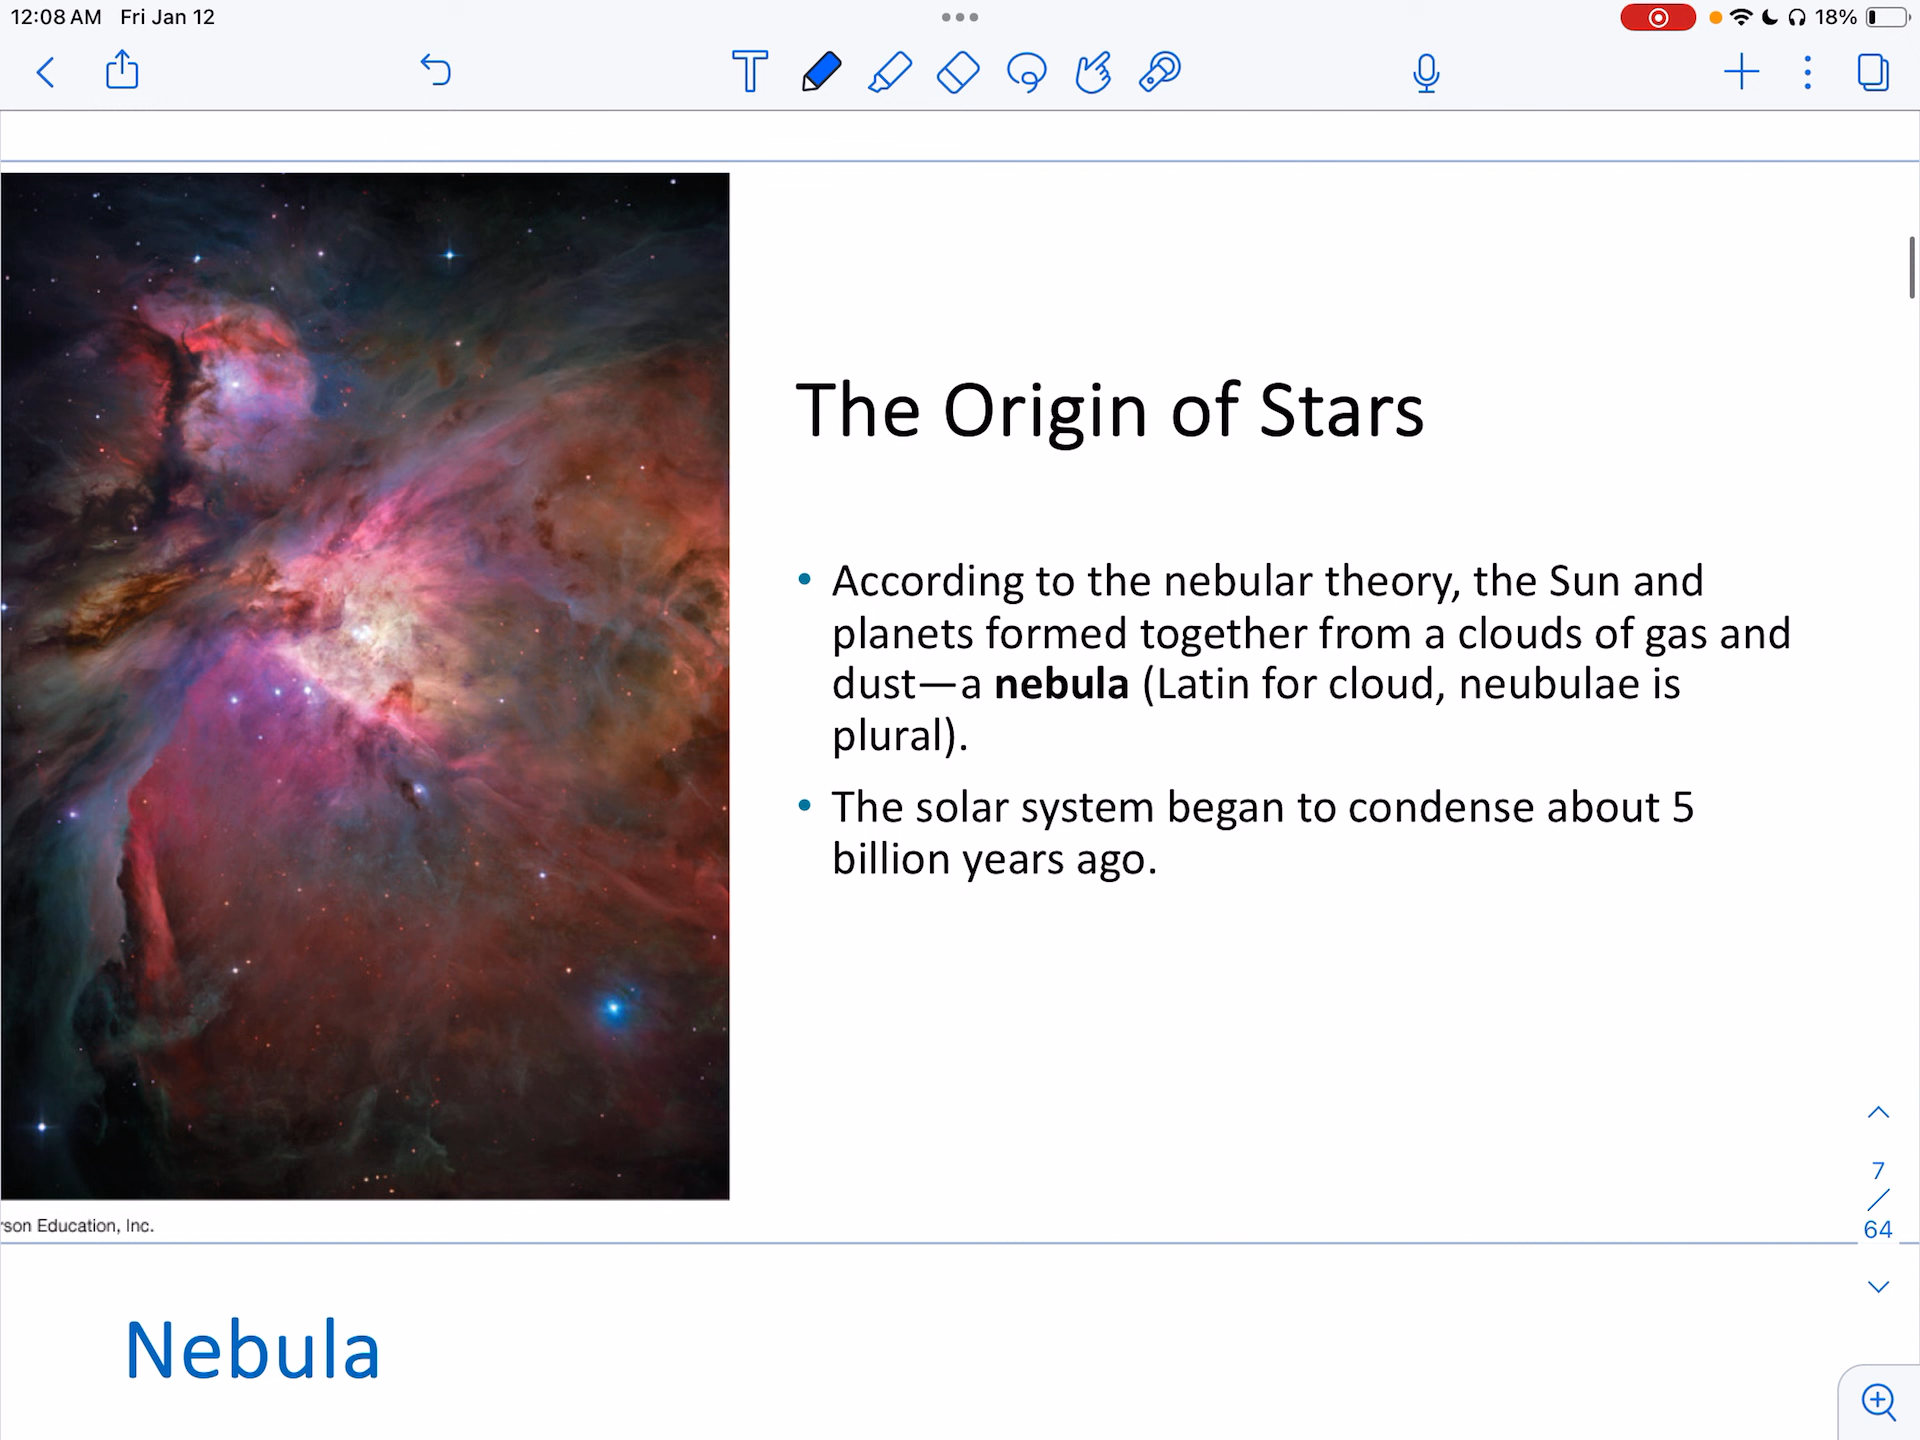 12:08 AM Fri Jan 12
18%
The Origin of Stars
• According to the nebular theory, the Sun and
planets formed together from a clouds of gas and
dust—a nebula (Latin for cloud, neubulae is
plural).
• The solar system began to condense about 5
billion years ago.
7
/
64
son Education, Inc.
Nebula